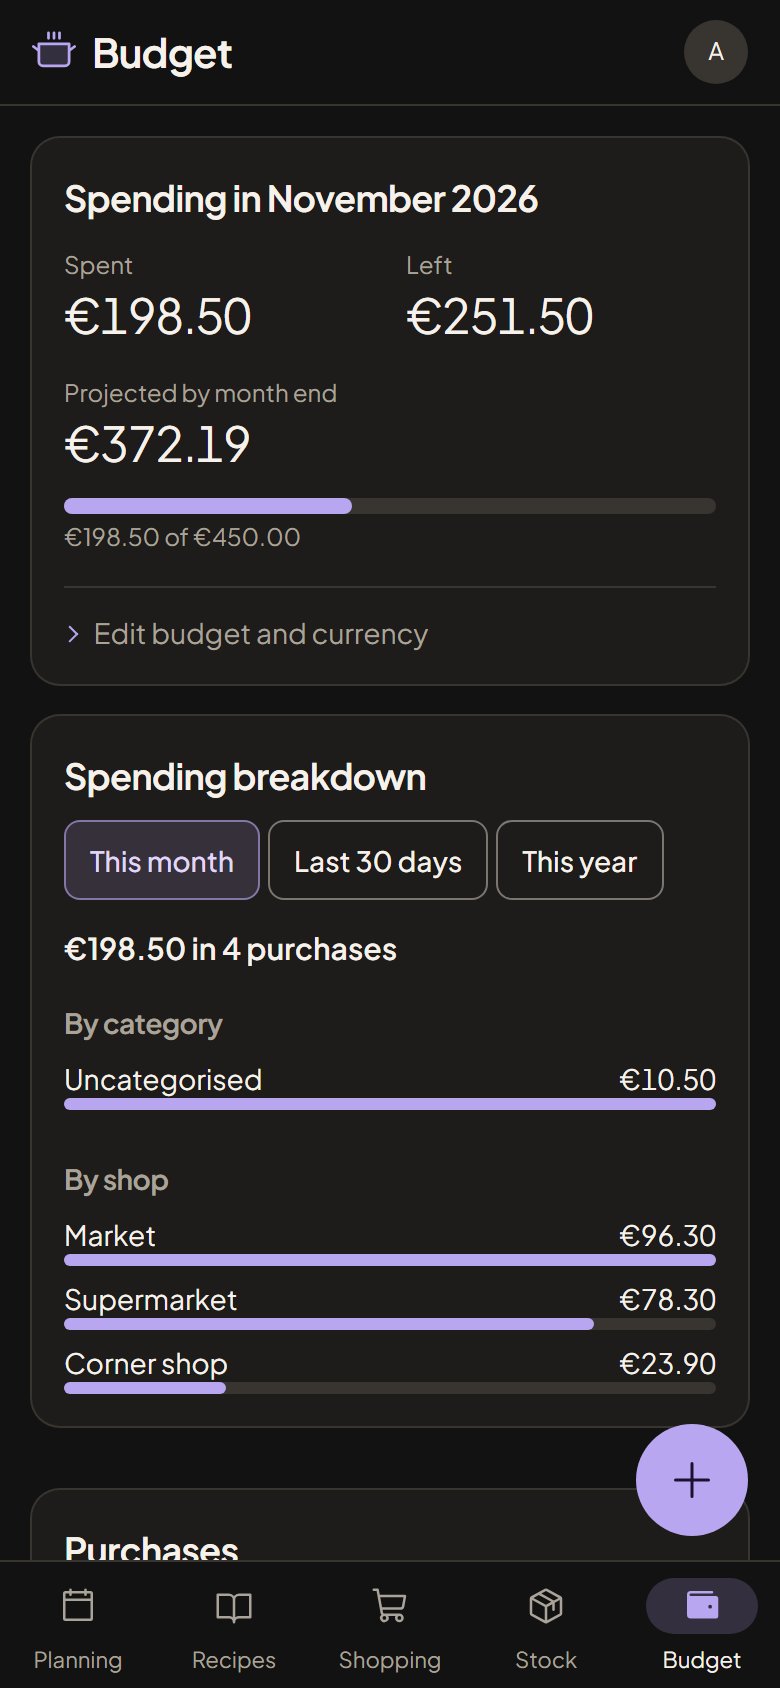 Budget
A
Spending in November 2026
Spent
Left
€198.50
€251.50
Projected by month end
€372.19
€198.50 of €450.00
Edit budget and currency
Spending breakdown
This month
Last 30 days
This year
€198.50 in 4 purchases
By category
Uncategorised €10.50
By shop
Market €96.30
Supermarket €78.30
Corner shop €23.90
Purchases
Planning
Recipes
Shopping
Stock
Budget